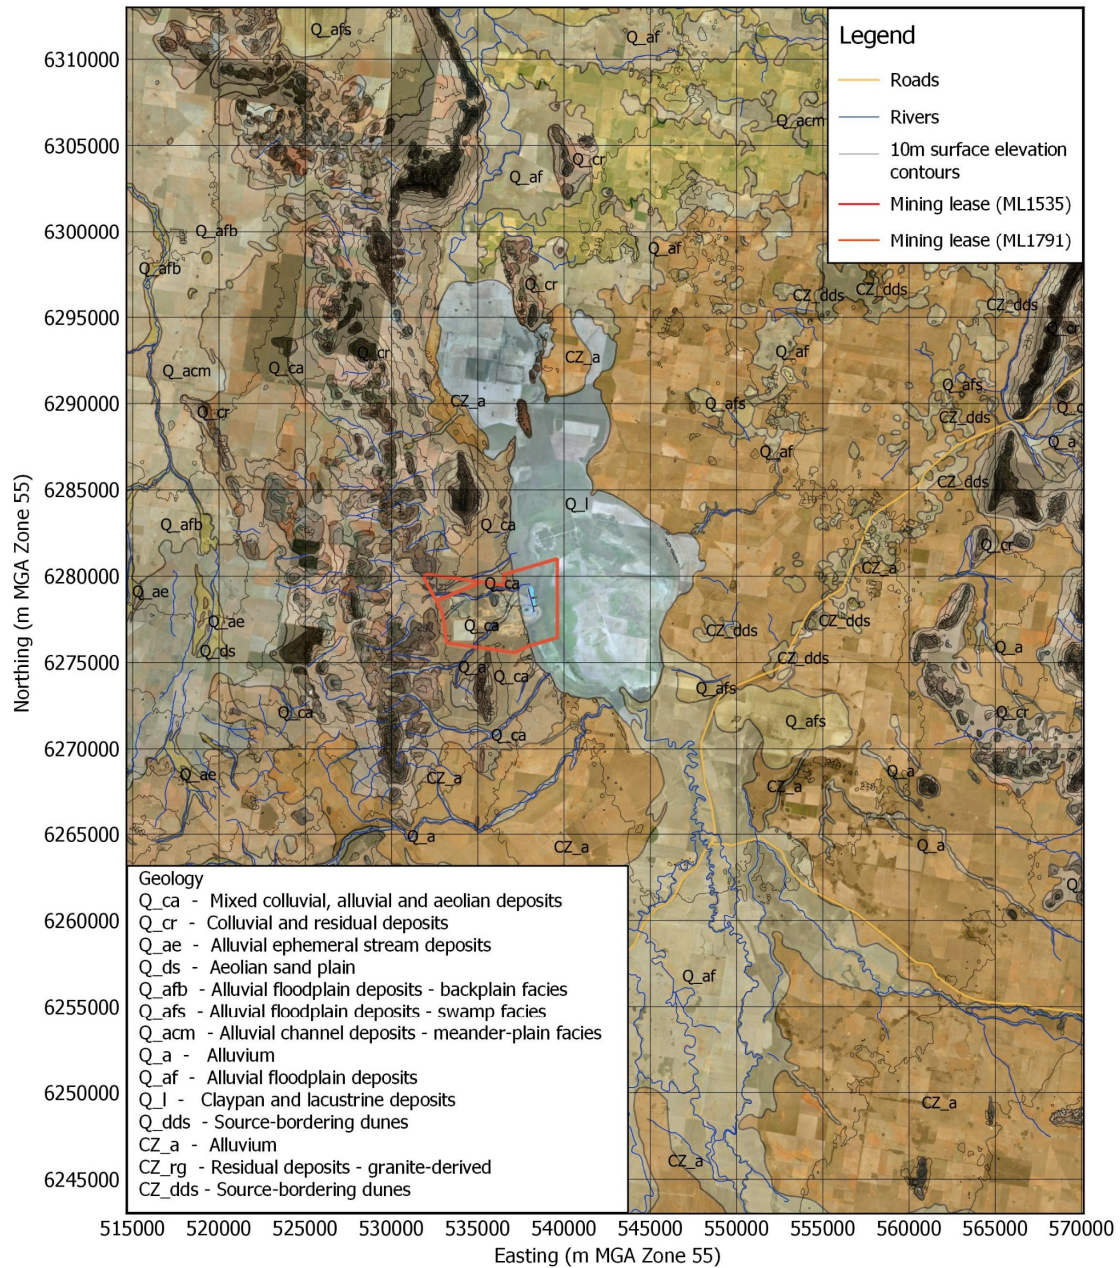 Legend
Roads
Rivers
10m surface elevation
contours
Mining lease (ML1535)
Mining lease (ML1791)
6310000
6305000
6300000
6295000
6290000
6285000
6280000
6275000
6270000
6265000
6260000
6255000
6250000
6245000
Northing (m MGA Zone 55)
Q_afs
Q_af
Q_acm
Q_cr
Q_af
Q_afb
Q_af
Q_afb
Q_cr
CZ_dds
CZ_dds
CZ_dds
Q_cr
Q_cr
CZ_a
Q_af
Q_acm
Q_ca
Q_afs
CZ_a
Q_afs
Q_cr
CZ_dds
Q_c
Q_af
Q_a
CZ_dds
Q_l
Q_afb
Q_ca
Q_cr
CZ_a
Q_ae
Q_ca
Q_ae
Q_ca
CZ_dds
CZ_dds
Q_ds
Q_a
Q_ca
CZ_dds
Q_a
Q_afs
Q_ca
Q_afs
Q_cr
Q_ca
Q_ae
CZ_a
CZ_a
Q_a
Q_a
CZ_a
Q_a
Q_
Q_af
CZ_a
CZ_a
Geology
Q_ca - Mixed colluvial, alluvial and aeolian deposits
Q_cr - Colluvial and residual deposits
Q_ae - Alluvial ephemeral stream deposits
Q_ds - Aeolian sand plain
Q_afb - Alluvial floodplain deposits - backplain facies
Q_afs - Alluvial floodplain deposits - swamp facies
Q_acm - Alluvial channel deposits - meander-plain facies
Q_a - Alluvium
Q_af - Alluvial floodplain deposits
Q_l - Claypan and lacustrine deposits
Q_dds - Source-bordering dunes
CZ_a - Alluvium
CZ_rg - Residual deposits - granite-derived
CZ_dds - Source-bordering dunes
515000 520000 525000 530000 535000 540000 545000 550000 555000 560000 565000 570000
Easting (m MGA Zone 55)